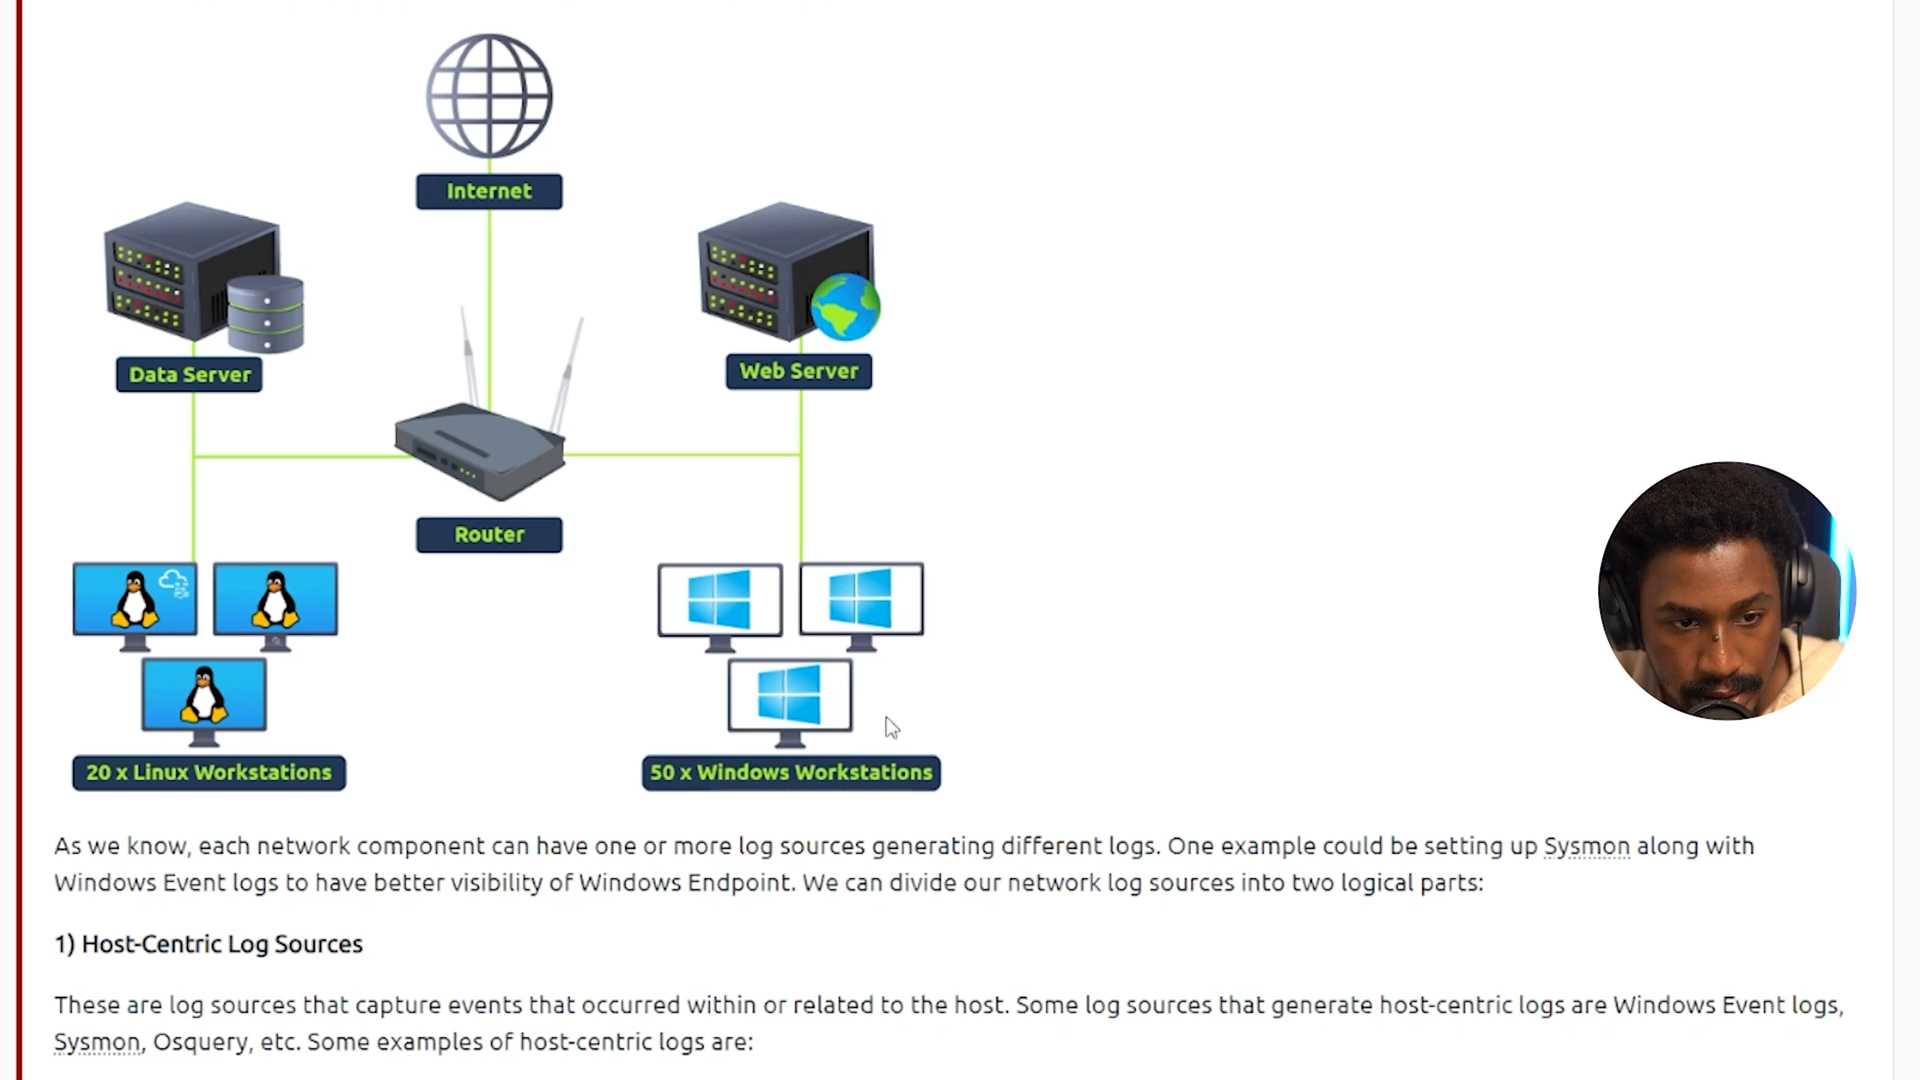 Internet
Data Server
Web Server
Router
20 x Linux Workstations
50 x Windows Workstations
As we know, each network component can have one or more log sources generating different logs. One example could be setting up Sysmon along with
Windows Event logs to have better visibility of Windows Endpoint. We can divide our network log sources into two logical parts:
1) Host-Centric Log Sources
These are log sources that capture events that occurred within or related to the host. Some log sources that generate host-centric logs are Windows Event logs,
Sysmon, Osquery, etc. Some examples of host-centric logs are: